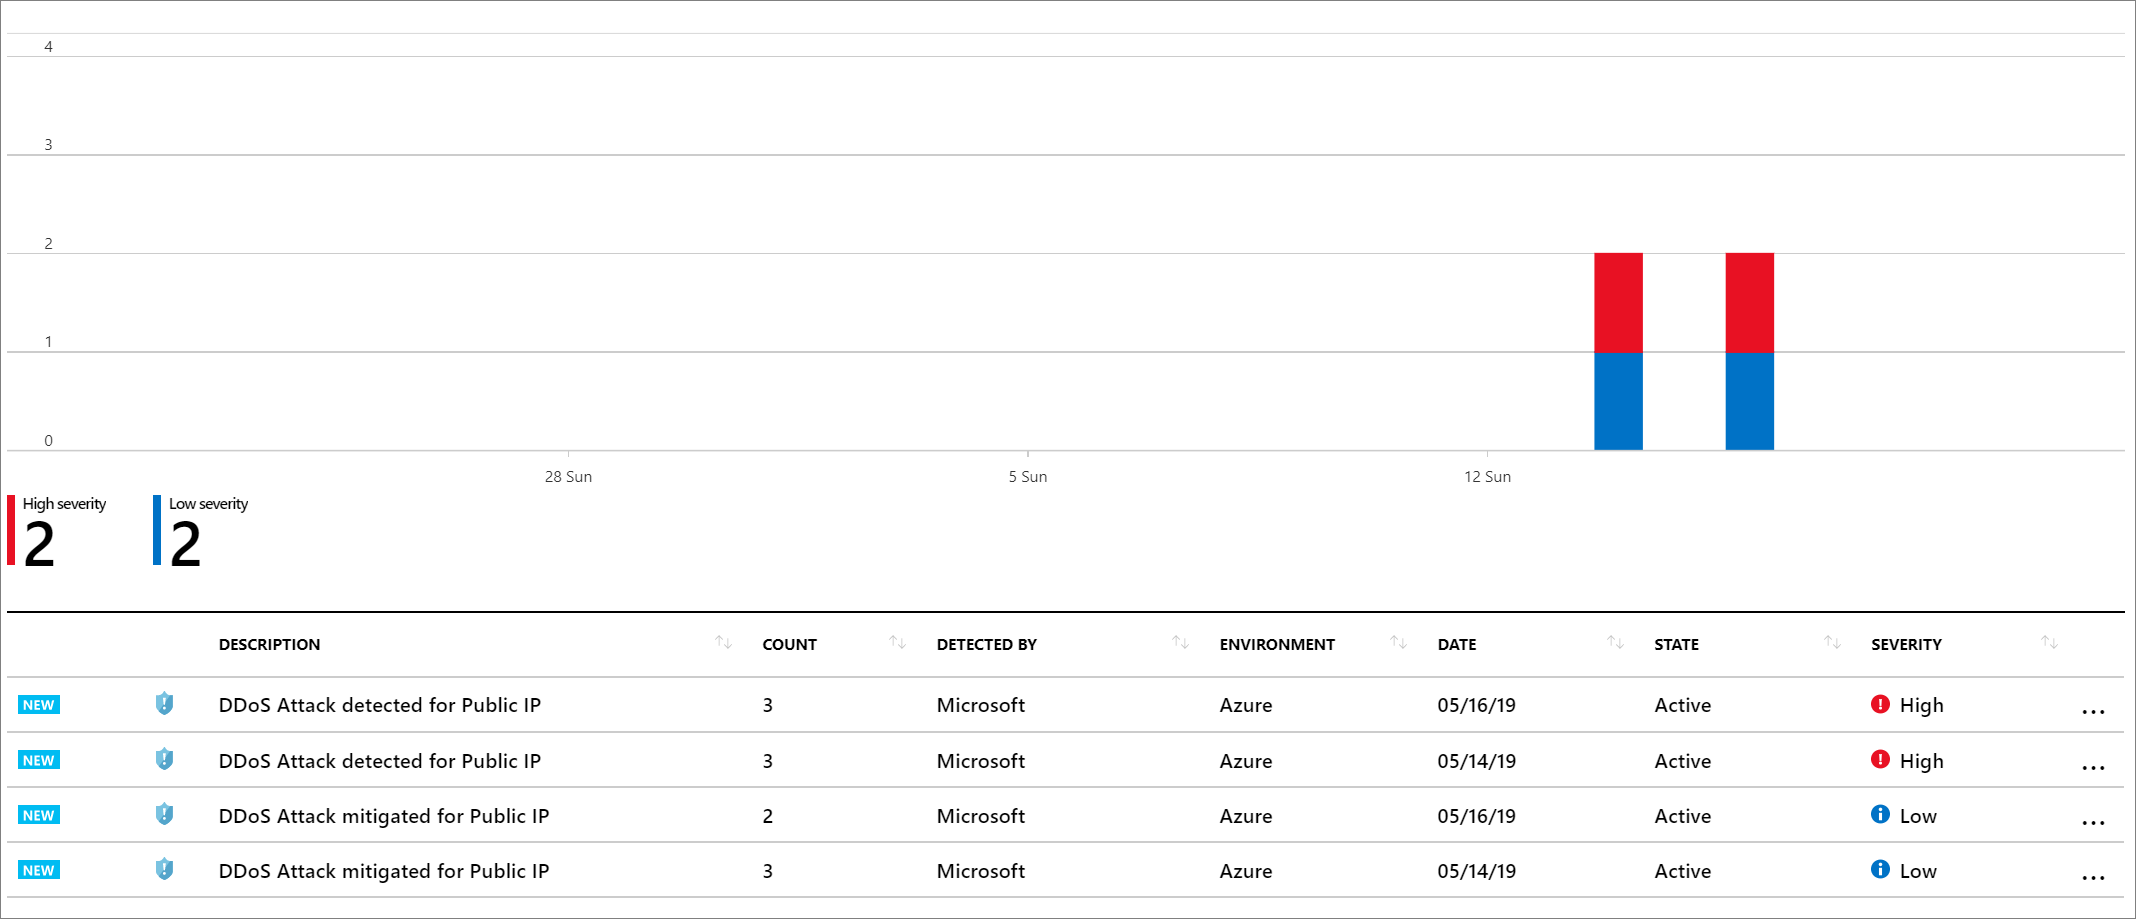 4
3
2
1
0
28 Sun 5 Sun 12 Sun
High severity Low severity
2 2
DESCRIPTION COUNT DETECTED BY ENVIRONMENT DATE STATE SEVERITY
NEW DDoS Attack detected for Public IP 3 Microsoft Azure 05/16/19 Active High ...
NEW DDoS Attack detected for Public IP 3 Microsoft Azure 05/14/19 Active High ...
NEW DDoS Attack mitigated for Public IP 2 Microsoft Azure 05/16/19 Active Low ...
NEW DDoS Attack mitigated for Public IP 3 Microsoft Azure 05/14/19 Active Low ...